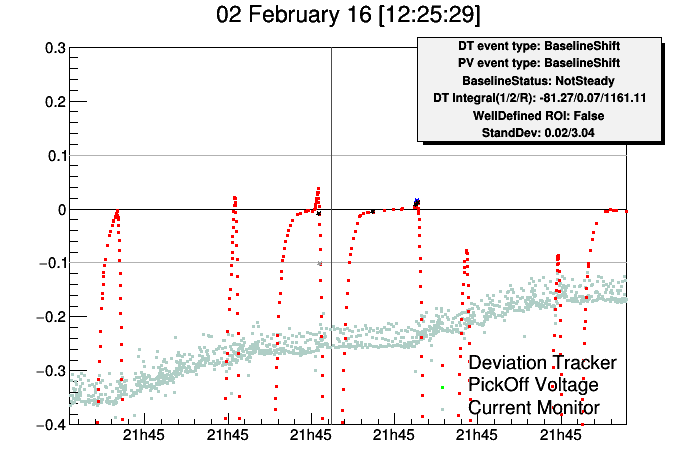 02 February 16 [12:25:29]
DT event type: BaselineShift
PV event type: BaselineShift
BaselineStatus: NotSteady
DT Integral(1/2/R): -81.27/0.07/1161.11
WellDefined ROI: False
StandDev: 0.02/3.04
0.3
0.2
0.1
0
−0.1
−0.2
−0.3
−0.4
Deviation Tracker
PickOff Voltage
Current Monitor
21h45 21h45 21h45 21h45 21h45 21h45